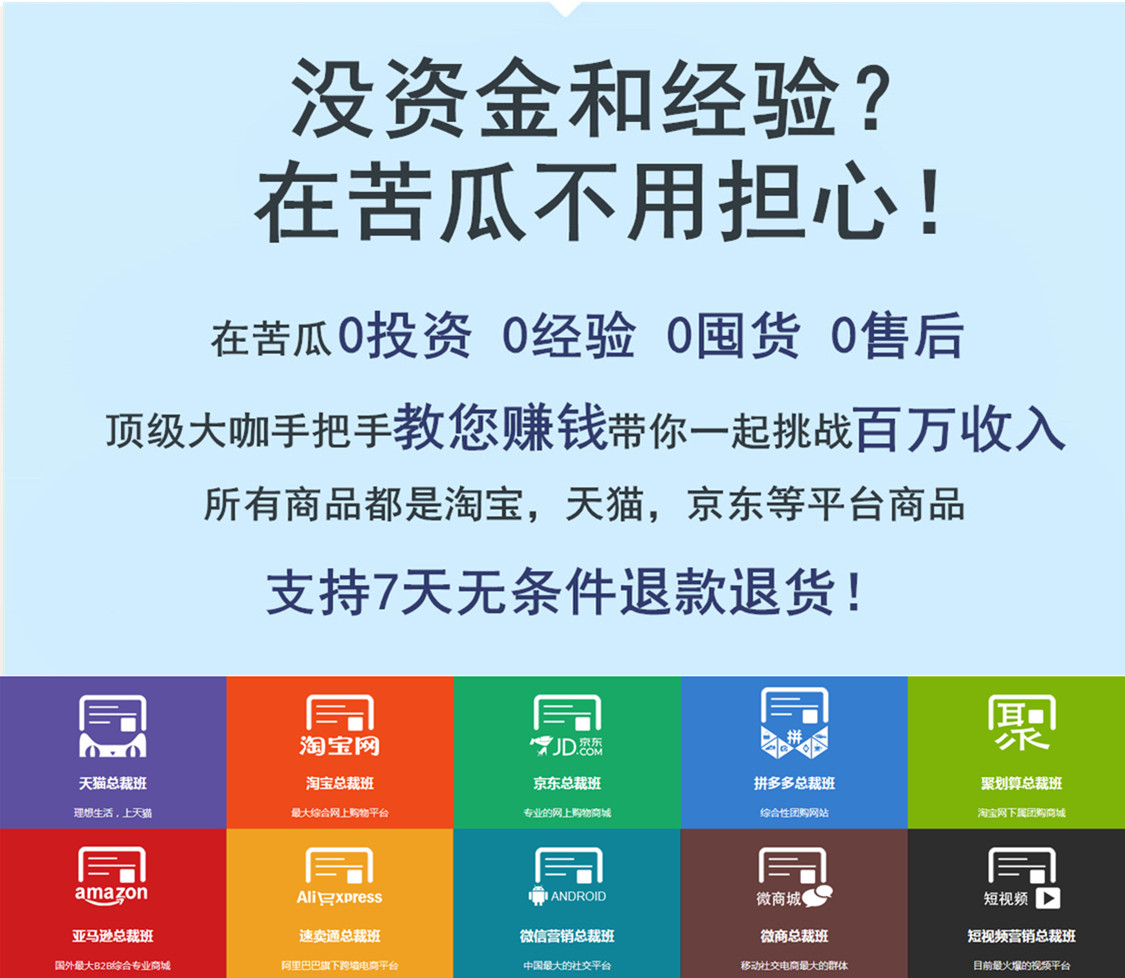 没资金和经验？
在苦瓜不用担心！
在苦瓜0投资 0经验 0囤货 0售后
顶级大咖手把手教您赚钱带你一起挑战百万收入
所有商品都是淘宝，天猫，京东等平台商品
支持7天无条件退款退货！
天猫总裁班
理想生活，上天猫
淘宝网
淘宝总裁班
最大综合网上购物平台
JD.京东.COM
京东总裁班
专业的网上购物商城
拼
拼多多总裁班
综合性团购网站
聚
聚划算总裁班
淘宝网下属团购商城
amazon
亚马逊总裁班
国外最大B2B综合专业商城
AliExpress
速卖通总裁班
阿里巴巴旗下跨境电商平台
ANDROID
微信营销总裁班
中国最大的社交平台
微商城
微商总裁班
移动社交电商最大的群体
短视频
短视频营销总裁班
目前最火爆的视频平台